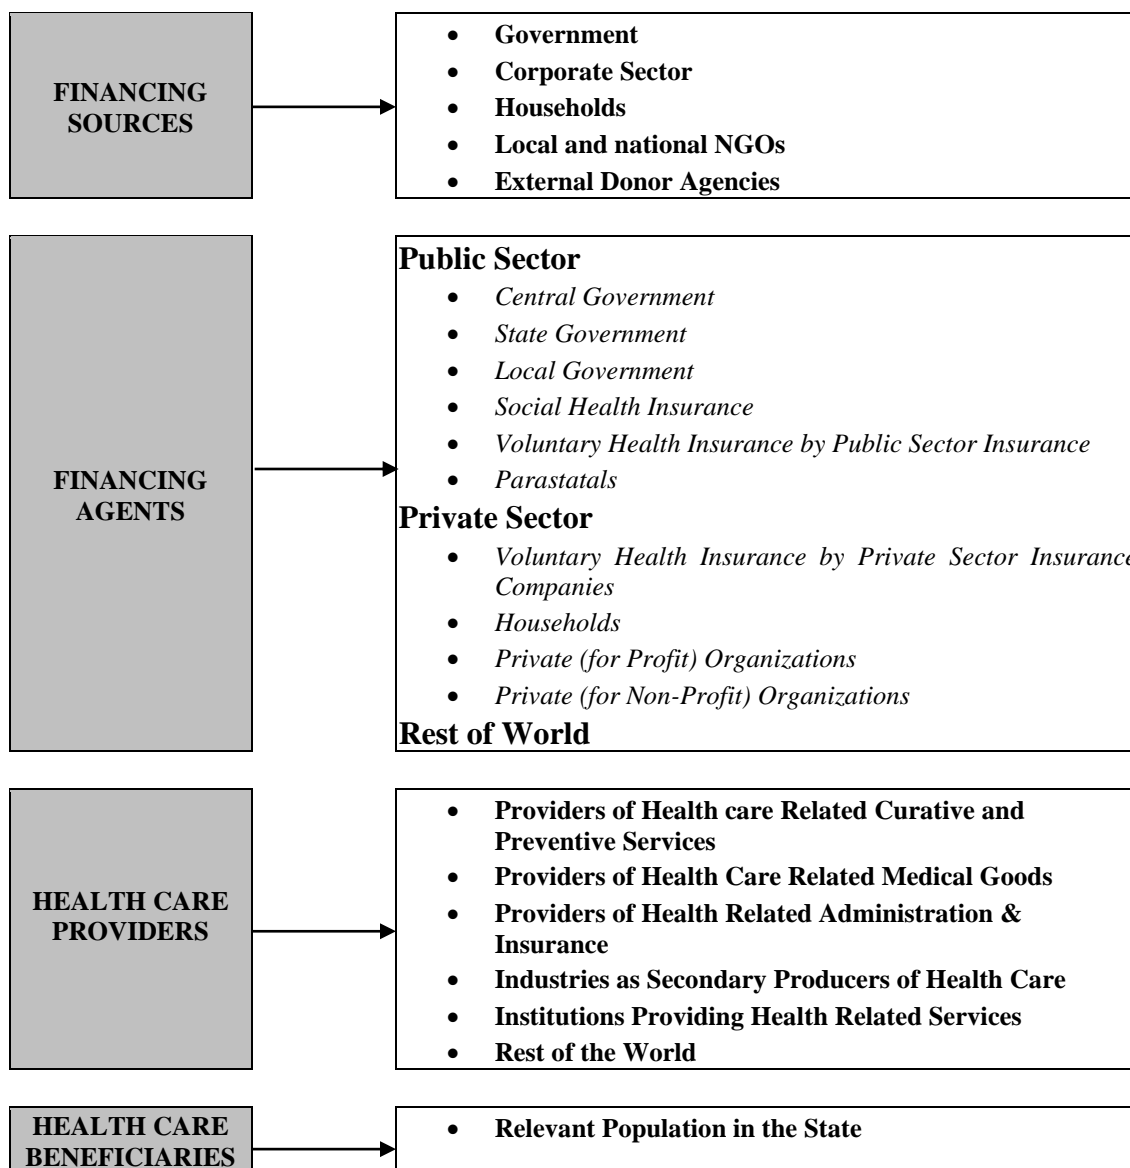 FINANCING
SOURCES
• Government
• Corporate Sector
• Households
• Local and national NGOs
• External Donor Agencies
FINANCING
AGENTS
Public Sector
• Central Government
• State Government
• Local Government
• Social Health Insurance
• Voluntary Health Insurance by Public Sector Insurance
• Parastatals
Private Sector
• Voluntary Health Insurance by Private Sector Insurance
Companies
• Households
• Private (for Profit) Organizations
• Private (for Non-Profit) Organizations
Rest of World
HEALTH CARE
PROVIDERS
• Providers of Health care Related Curative and
Preventive Services
• Providers of Health Care Related Medical Goods
• Providers of Health Related Administration &
Insurance
• Industries as Secondary Producers of Health Care
• Institutions Providing Health Related Services
• Rest of the World
HEALTH CARE
BENEFICIARIES
• Relevant Population in the State